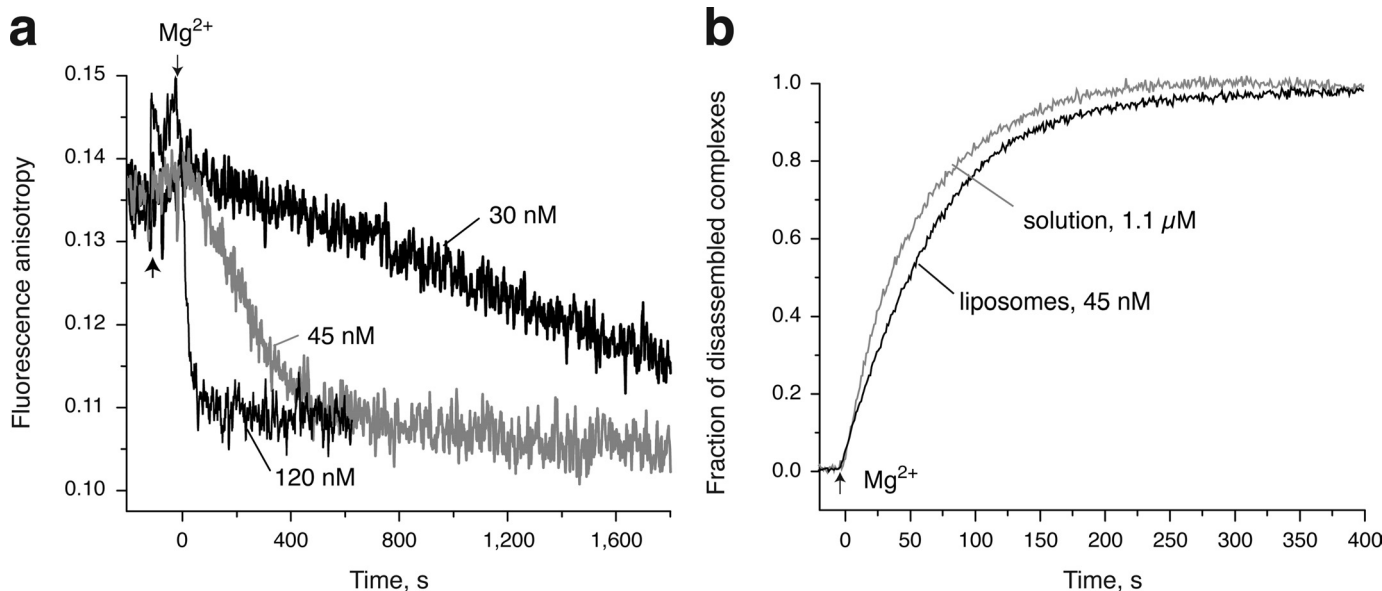 a
Mg2+
Fluorescence anisotropy
0.15
0.14
0.13
0.12
0.11
0.10
30 nM
45 nM
120 nM
0
400
800
1,200
1,600
Time, s
b
Fraction of disassembled complexes
1.0
0.8
0.6
0.4
0.2
0.0
solution, 1.1 µM
liposomes, 45 nM
Mg2+
0
50
100
150
200
250
300
350
400
Time, s